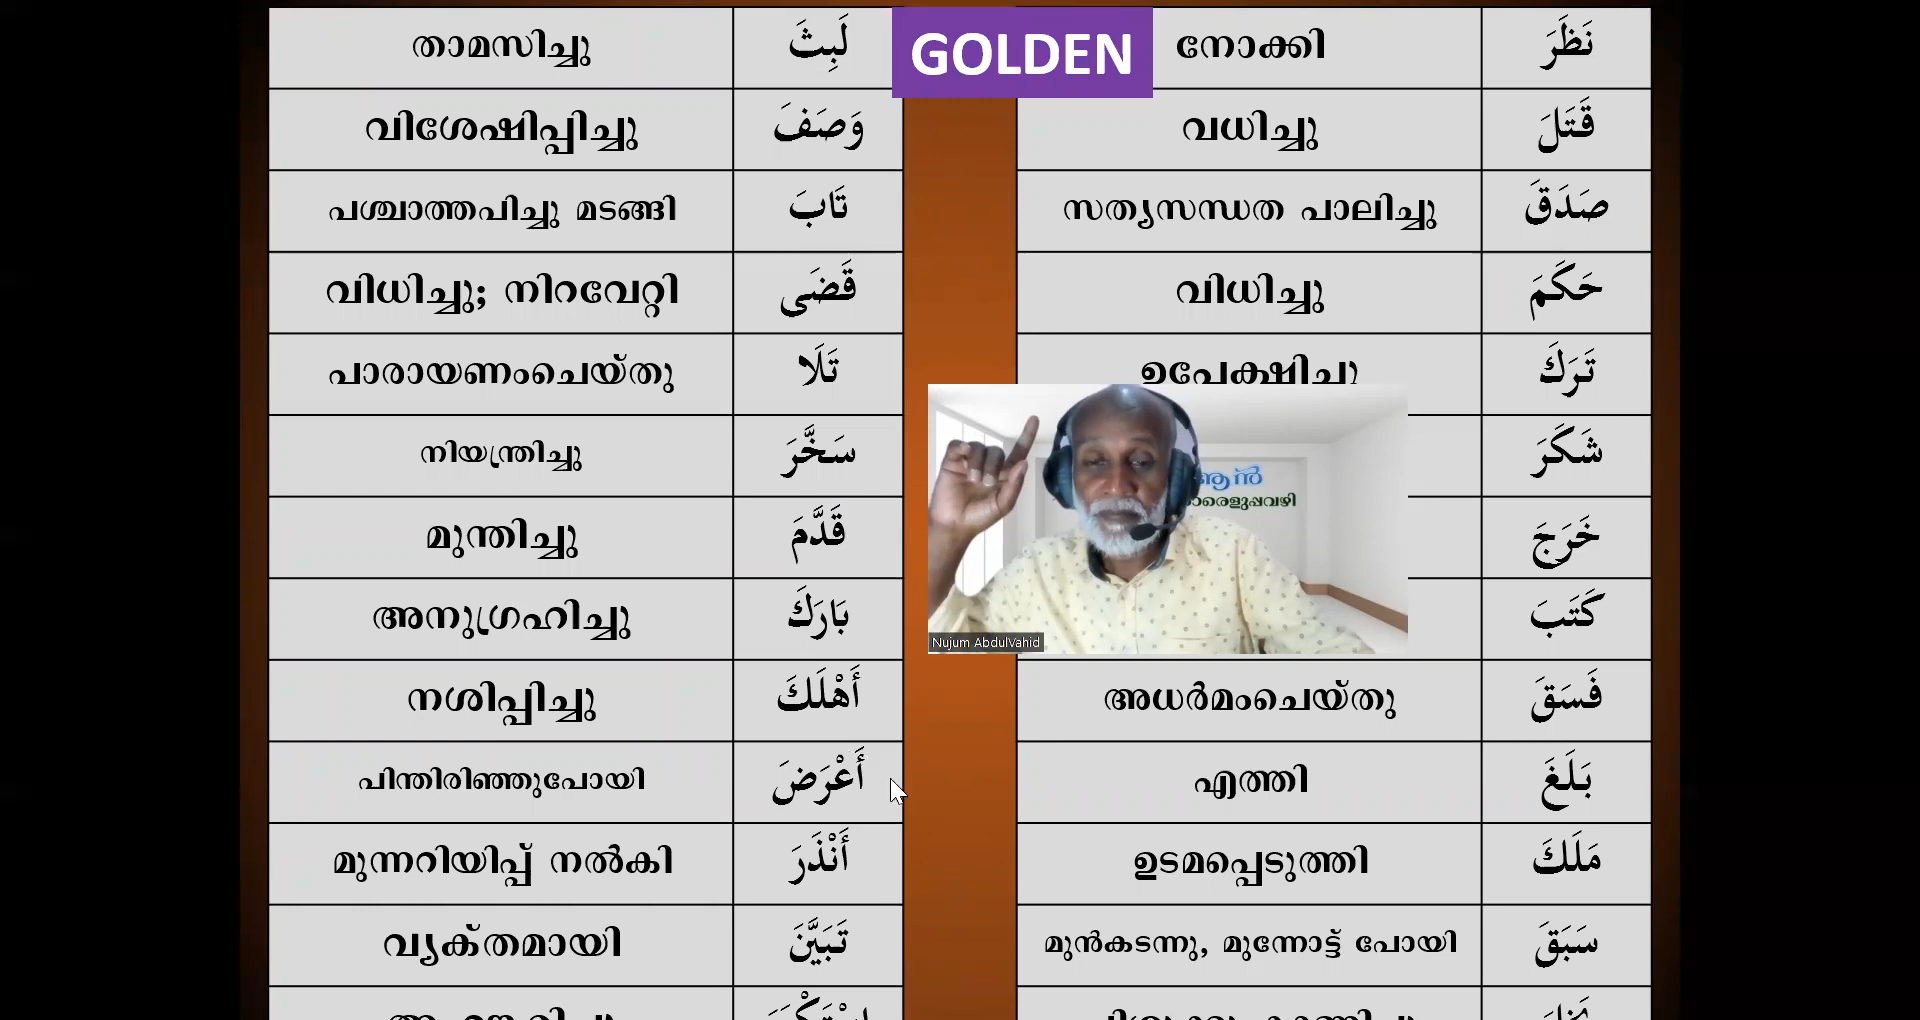 GOLDEN
താമസിച്ചു لَبِثَ
നോക്കി نَظَرَ
വിശേഷിപ്പിച്ചു وَصَفَ
വധിച്ചു قَتَلَ
പശ്ചാത്തപിച്ചു മടങ്ങി تَابَ
സത്യസന്ധത പാലിച്ചു صَدَقَ
വിധിച്ചു; നിറവേറ്റി قَضَى
വിധിച്ചു حَكَمَ
പാരായണംചെയ്തു تَلَا
ഉപേക്ഷിച്ചു تَرَكَ
നിയന്ത്രിച്ചു سَخَّرَ
شَكَرَ
മുന്തിച്ചു قَدَّمَ
خَرَجَ
അനുഗ്രഹിച്ചു بَارَكَ
كَتَبَ
Nujum AbdulVahid
നശിപ്പിച്ചു أَهْلَكَ
അധർമംചെയ്തു فَسَقَ
പിന്തിരിഞ്ഞുപോയി أَعْرَضَ
എത്തി بَلَغَ
മുന്നറിയിപ്പ് നൽകി أَنْذَرَ
ഉടമപ്പെടുത്തി مَلَكَ
വ്യക്തമായി تَبَيَّنَ
മുൻകടന്നു, മുന്നോട്ട് പോയി سَبَقَ